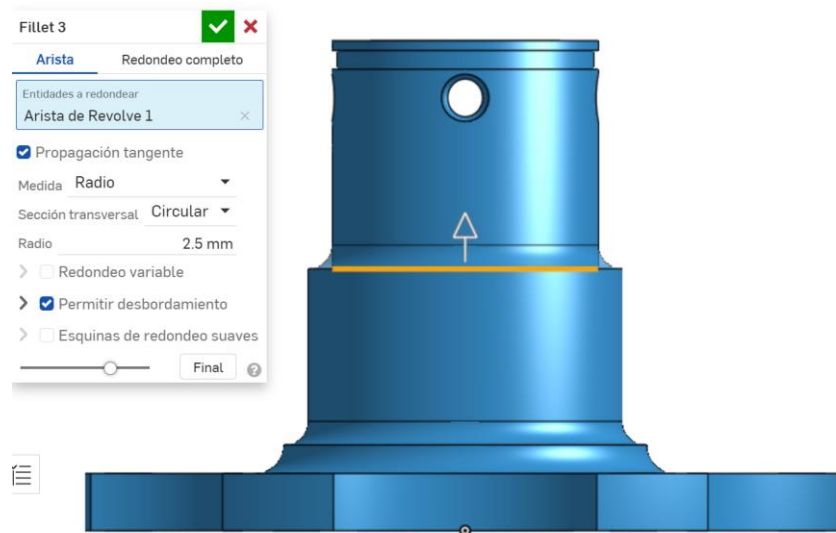 Fillet 3
Arista Redondeo completo
Entidades a redondear
Arista de Revolve 1
Propagación tangente
Medida Radio
Sección transversal Circular
Radio 2.5 mm
Redondeo variable
Permitir desbordamiento
Esquinas de redondeo suaves
Final